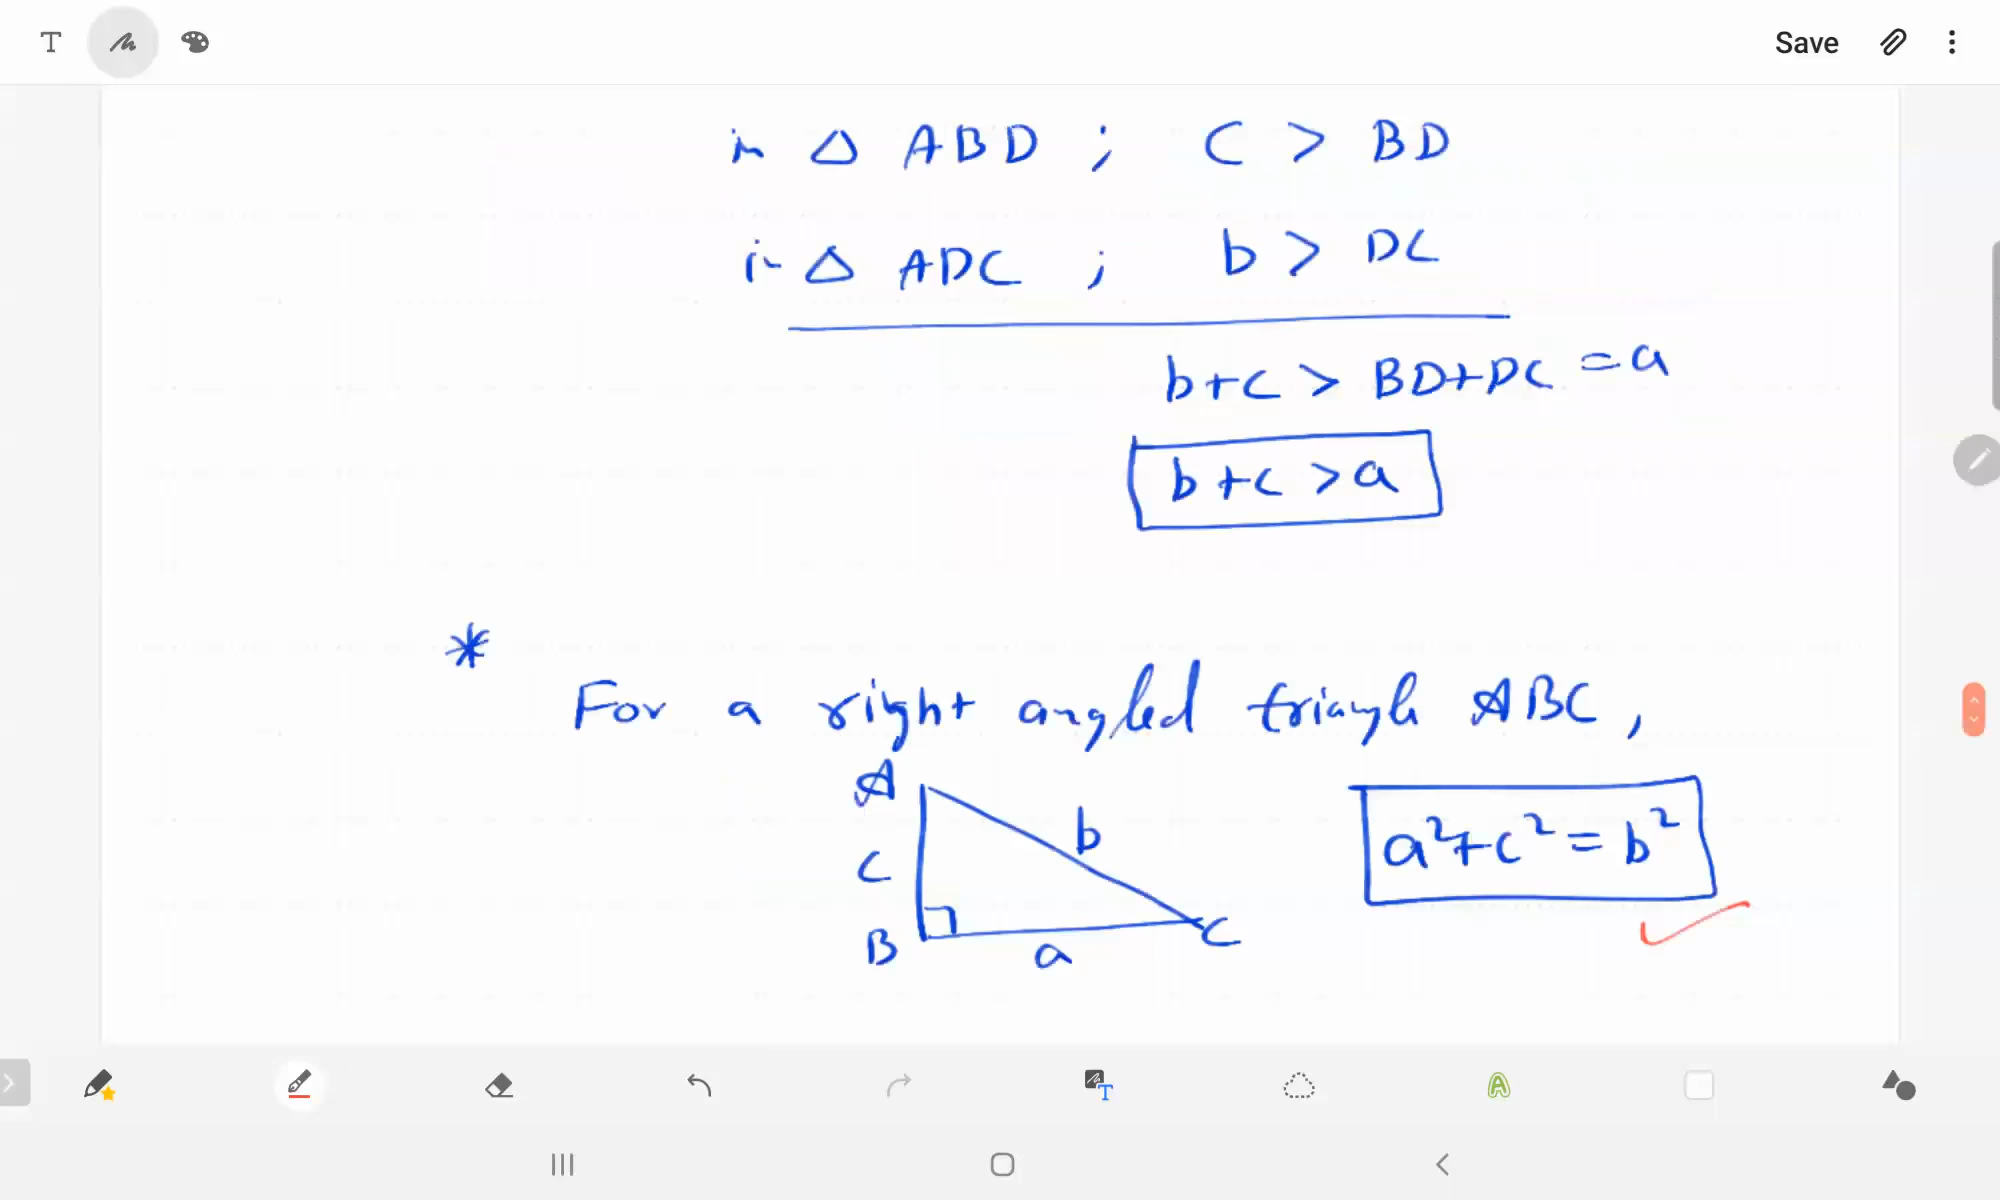 Save
in △ ABD ; C > BD
in △ ADC ; b > DC
b+c > BD+DC = a
b+c > a
*
For a right angled triangle ABC,
A
b
a²+c² = b²
C
B
a
C